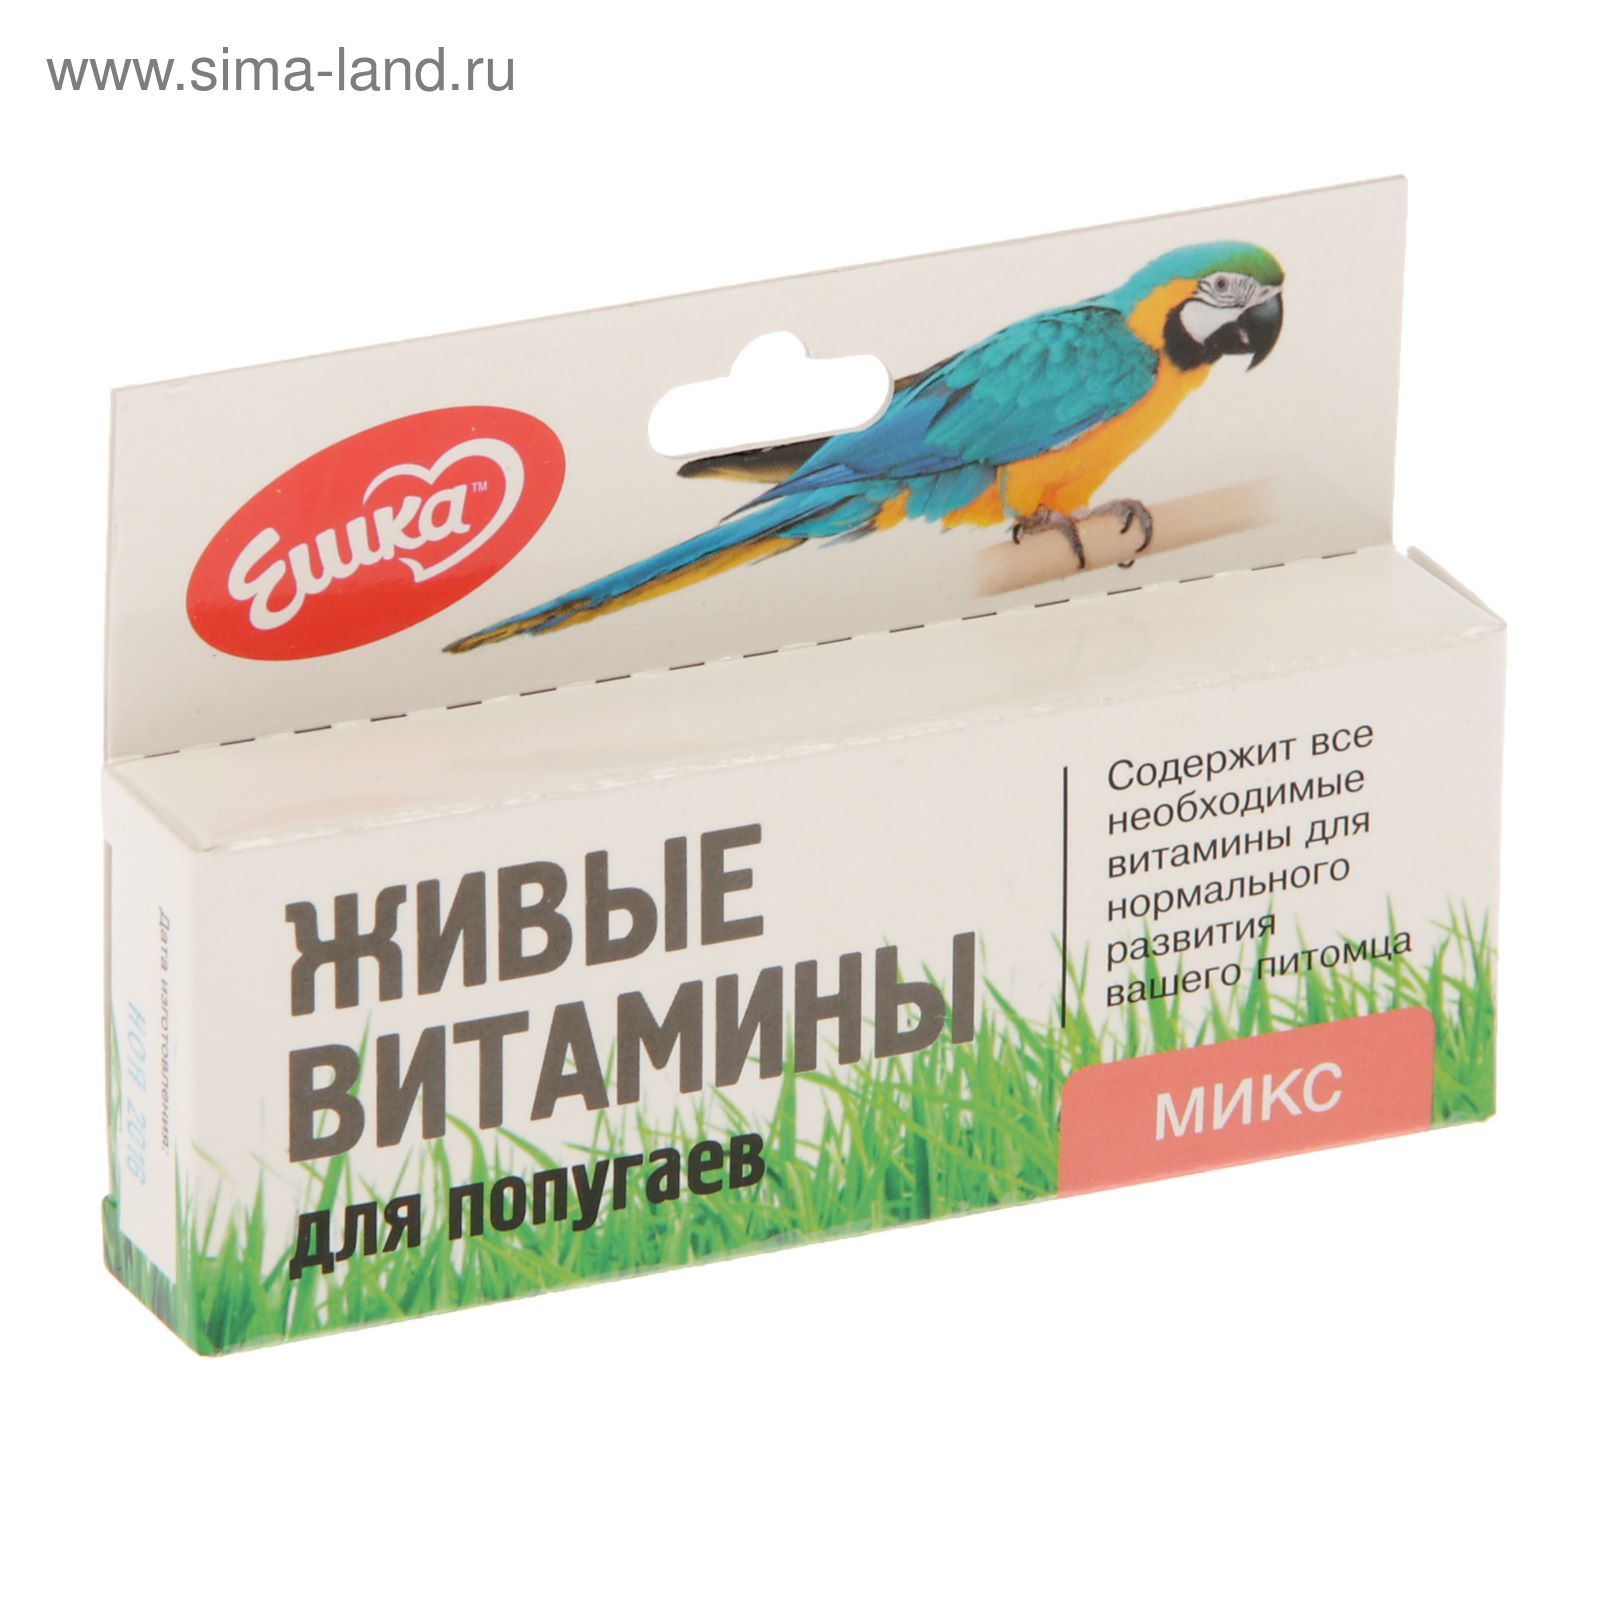 www.sima-land.ru
Ешка™
ЖИВЫЕ
ВИТАМИНЫ
для попугаев
Содержит все
необходимые
витамины для
нормального
развития
вашего питомца
МИКС
Дата изготовления:
НОЯ 2016